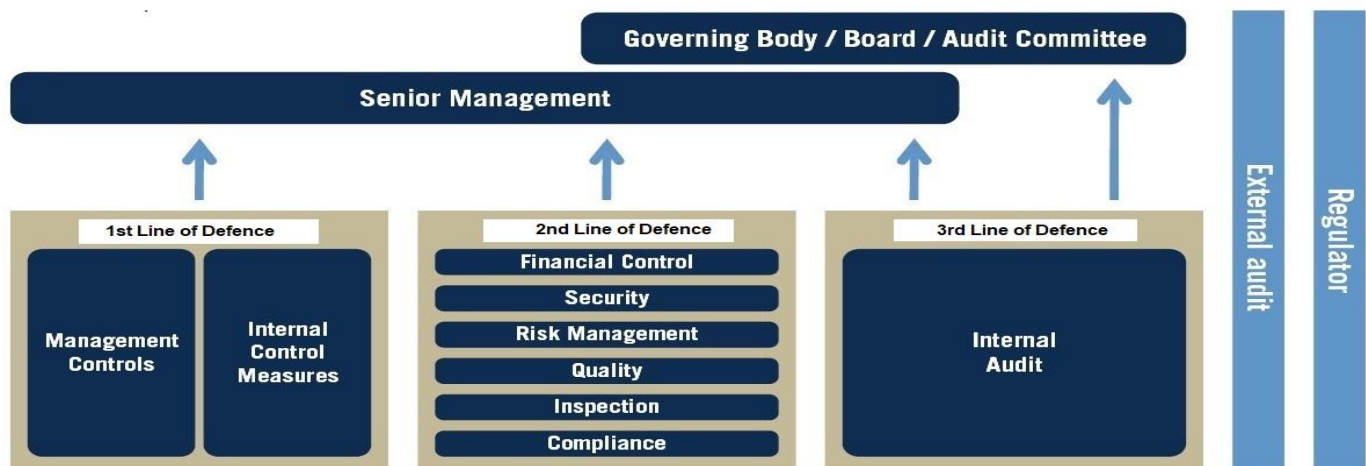 Governing Body / Board / Audit Committee
Senior Management
1st Line of Defence
Management
Controls
Internal
Control
Measures
2nd Line of Defence
Financial Control
Security
Risk Management
Quality
Inspection
Compliance
3rd Line of Defence
Internal
Audit
External audit
Regulator